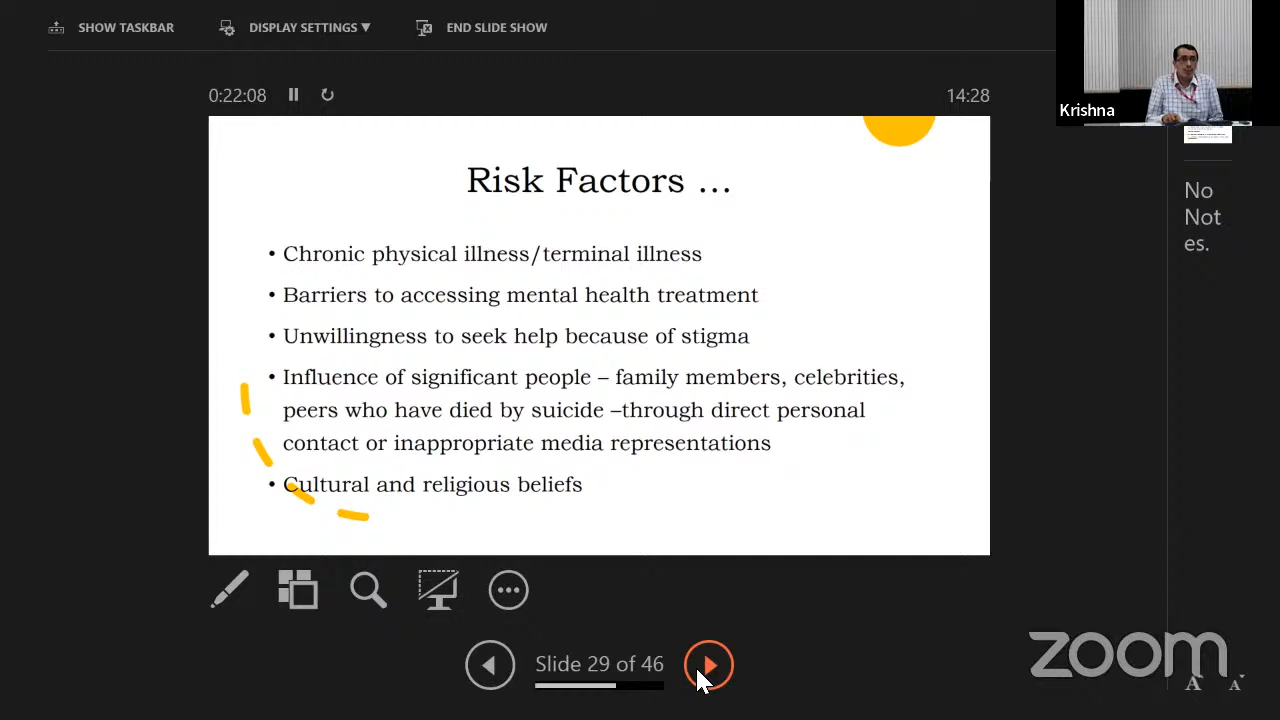 SHOW TASKBAR
DISPLAY SETTINGS ▼
END SLIDE SHOW
Krishna
0:22:08
14:28
Risk Factors ...
• Chronic physical illness/terminal illness
• Barriers to accessing mental health treatment
• Unwillingness to seek help because of stigma
• Influence of significant people – family members, celebrities,
peers who have died by suicide –through direct personal
contact or inappropriate media representations
• Cultural and religious beliefs
No
Not
es.
Slide 29 of 46
zoom
A
A